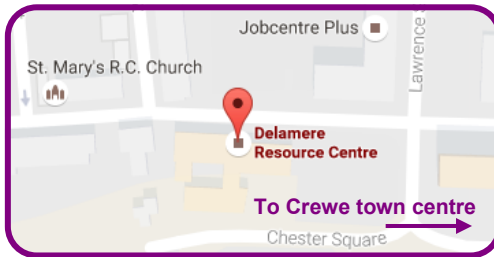 Jobcentre Plus
Lawrence S
St. Mary's R.C. Church
Delamere
Resource Centre
To Crewe town centre
Chester Square